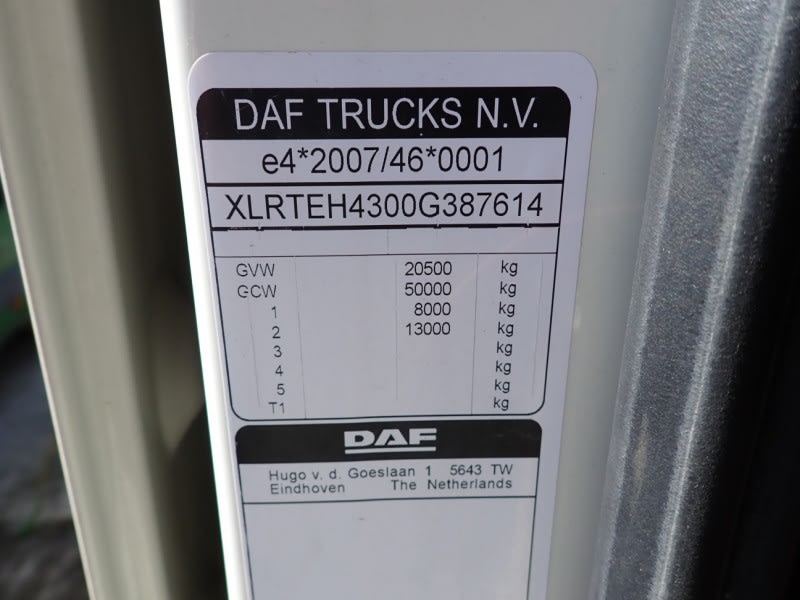 DAF TRUCKS N.V.
e4*2007/46*0001
XLRTEH4300G387614
GVW 20500 kg
GCW 50000 kg
1 8000 kg
2 13000 kg
3 kg
4 kg
5 kg
T1 kg
DAF
Hugo v. d. Goeslaan 1 5643 TW
Eindhoven The Netherlands